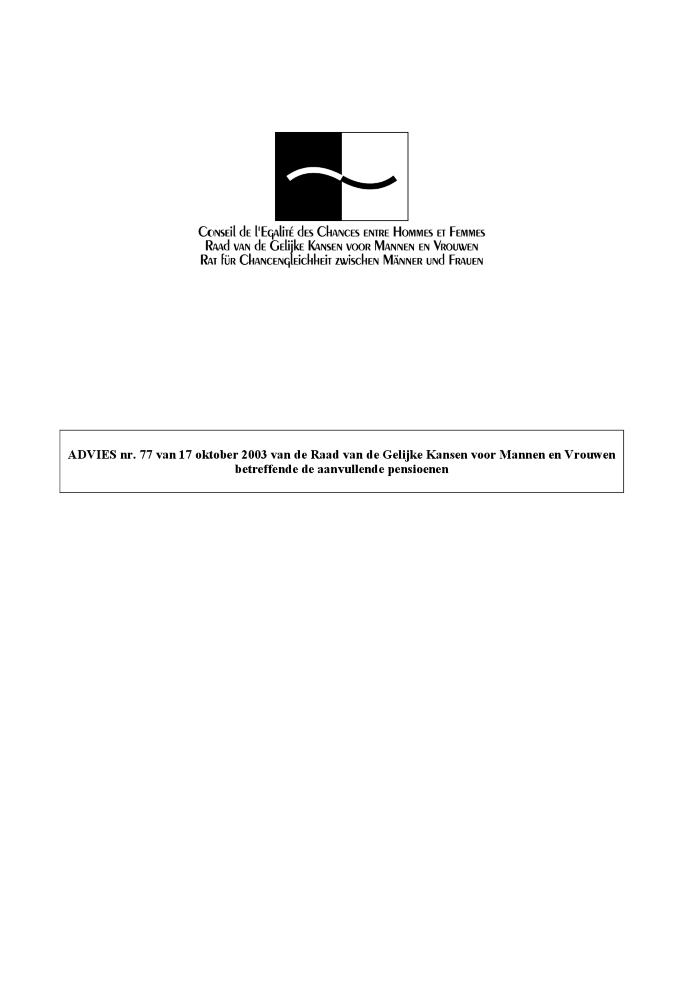 Conseil de l'Egalité des Chances entre Hommes et Femmes
Raad van de Gelijke Kansen voor Mannen en Vrouwen
Rat für Chancengleichheit zwischen Männer und Frauen
ADVIES nr. 77 van 17 oktober 2003 van de Raad van de Gelijke Kansen voor Mannen en Vrouwen
betreffende de aanvullende pensioenen